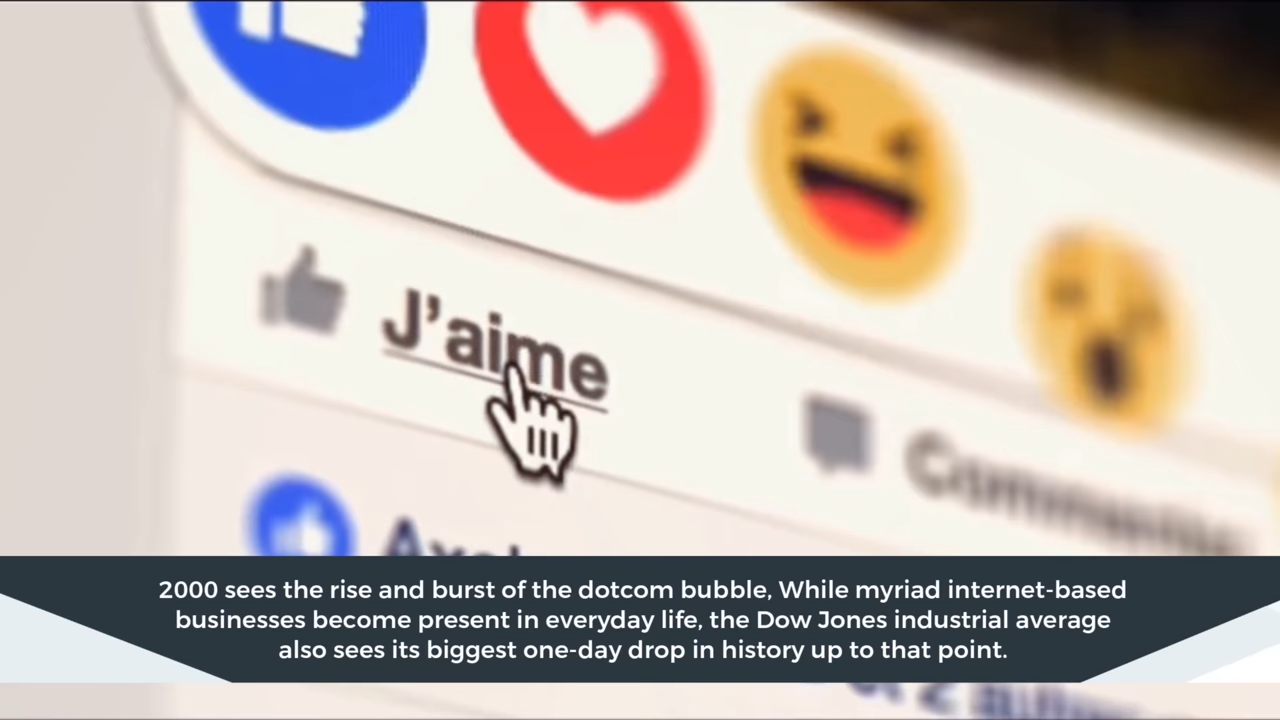 J'aime
2000 sees the rise and burst of the dotcom bubble, While myriad internet-based
businesses become present in everyday life, the Dow Jones industrial average
also sees its biggest one-day drop in history up to that point.